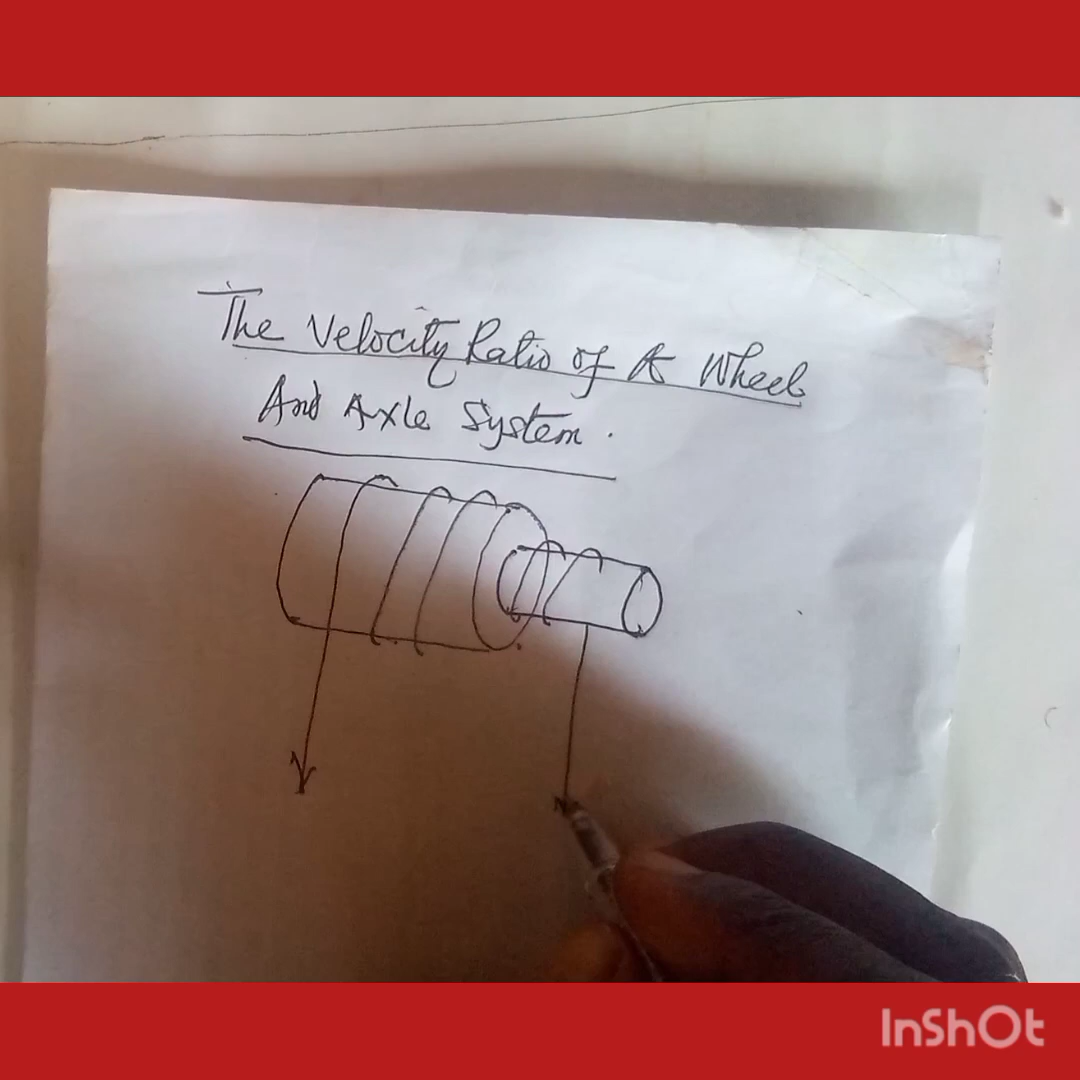 The Velocity Ratio of A Wheel
And Axle System.
InShOt